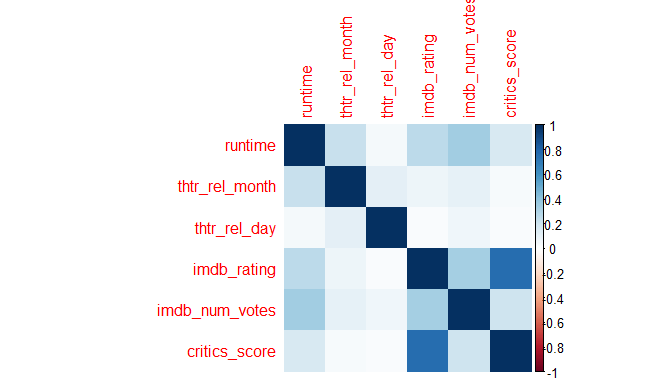 runtime
thtr_rel_month
thtr_rel_day
imdb_rating
imdb_num_votes
critics_score
runtime
thtr_rel_month
thtr_rel_day
imdb_rating
imdb_num_votes
critics_score
1
0.8
0.6
0.4
0.2
0
-0.2
-0.4
-0.6
-0.8
-1